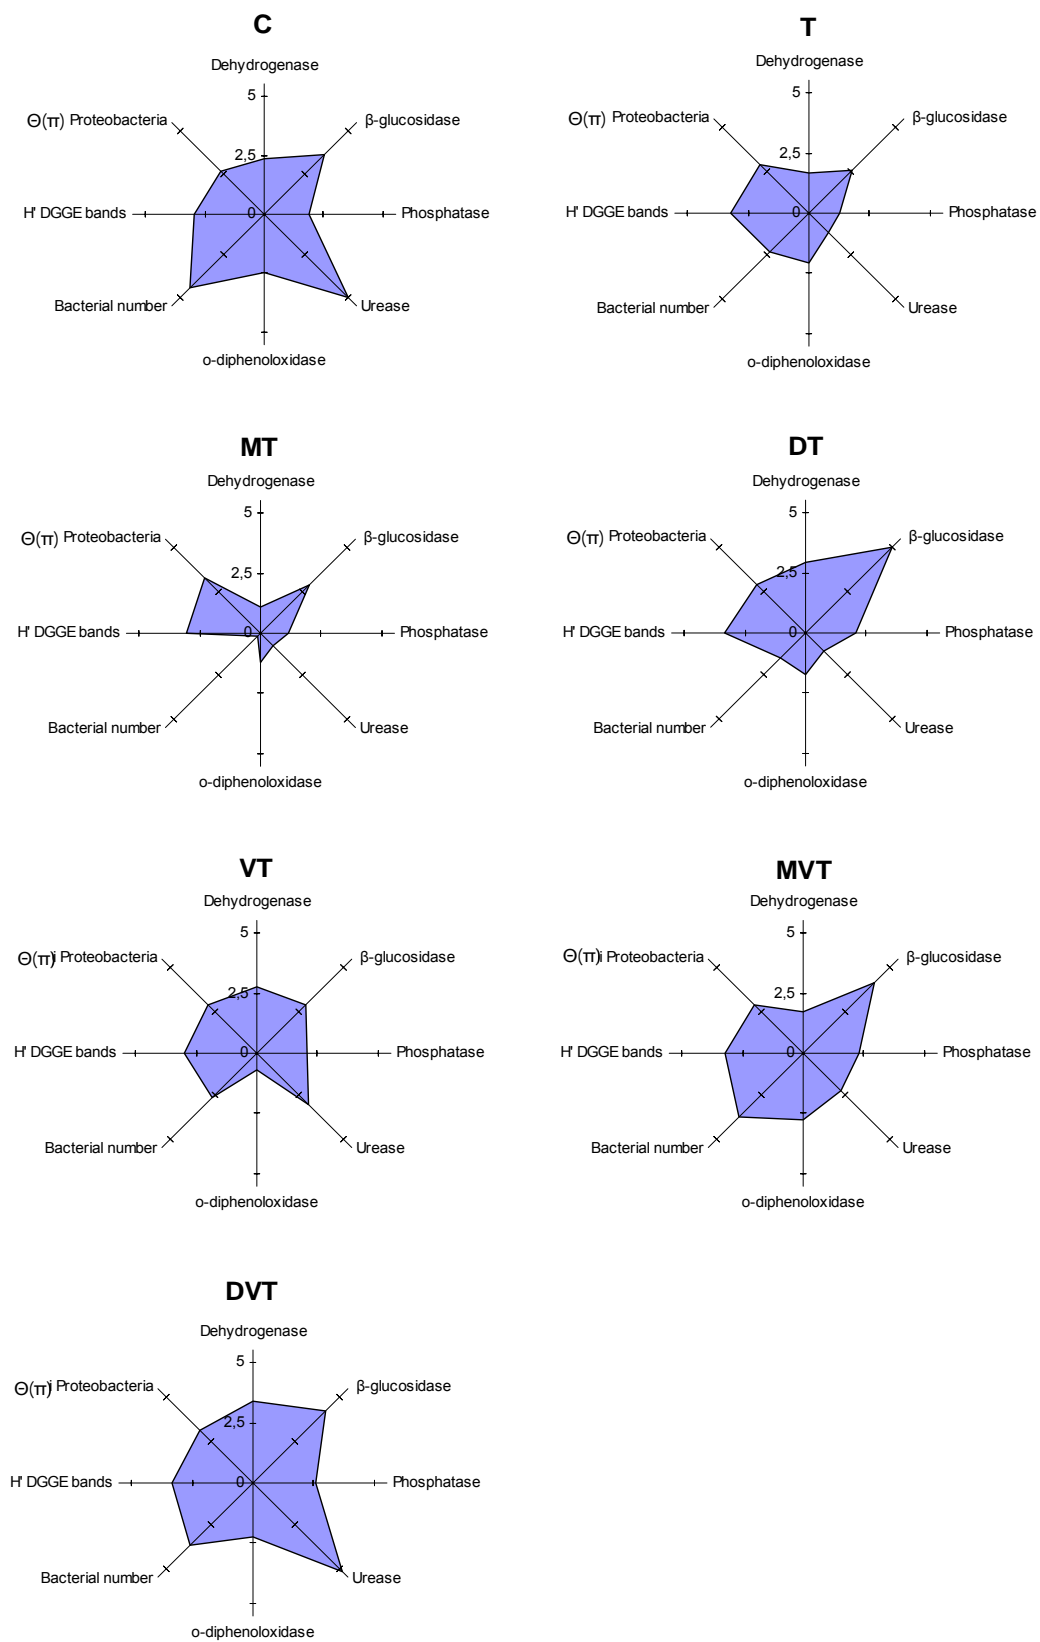 C
Dehydrogenase
5
Θ(π) Proteobacteria
β-glucosidase
2,5
H' DGGE bands
0
Phosphatase
Bacterial number
Urease
o-diphenoloxidase
T
Dehydrogenase
5
Θ(π) Proteobacteria
β-glucosidase
2,5
H' DGGE bands
0
Phosphatase
Bacterial number
Urease
o-diphenoloxidase
MT
Dehydrogenase
5
Θ(π) Proteobacteria
β-glucosidase
2,5
H' DGGE bands
0
Phosphatase
Bacterial number
Urease
o-diphenoloxidase
DT
Dehydrogenase
5
Θ(π) Proteobacteria
β-glucosidase
2,5
H' DGGE bands
0
Phosphatase
Bacterial number
Urease
o-diphenoloxidase
VT
Dehydrogenase
5
Θ(π)i Proteobacteria
β-glucosidase
2,5
H' DGGE bands
0
Phosphatase
Bacterial number
Urease
o-diphenoloxidase
MVT
Dehydrogenase
5
Θ(π)i Proteobacteria
β-glucosidase
2,5
H' DGGE bands
0
Phosphatase
Bacterial number
Urease
o-diphenoloxidase
DVT
Dehydrogenase
5
Θ(π)i Proteobacteria
β-glucosidase
2,5
H' DGGE bands
0
Phosphatase
Bacterial number
Urease
o-diphenoloxidase